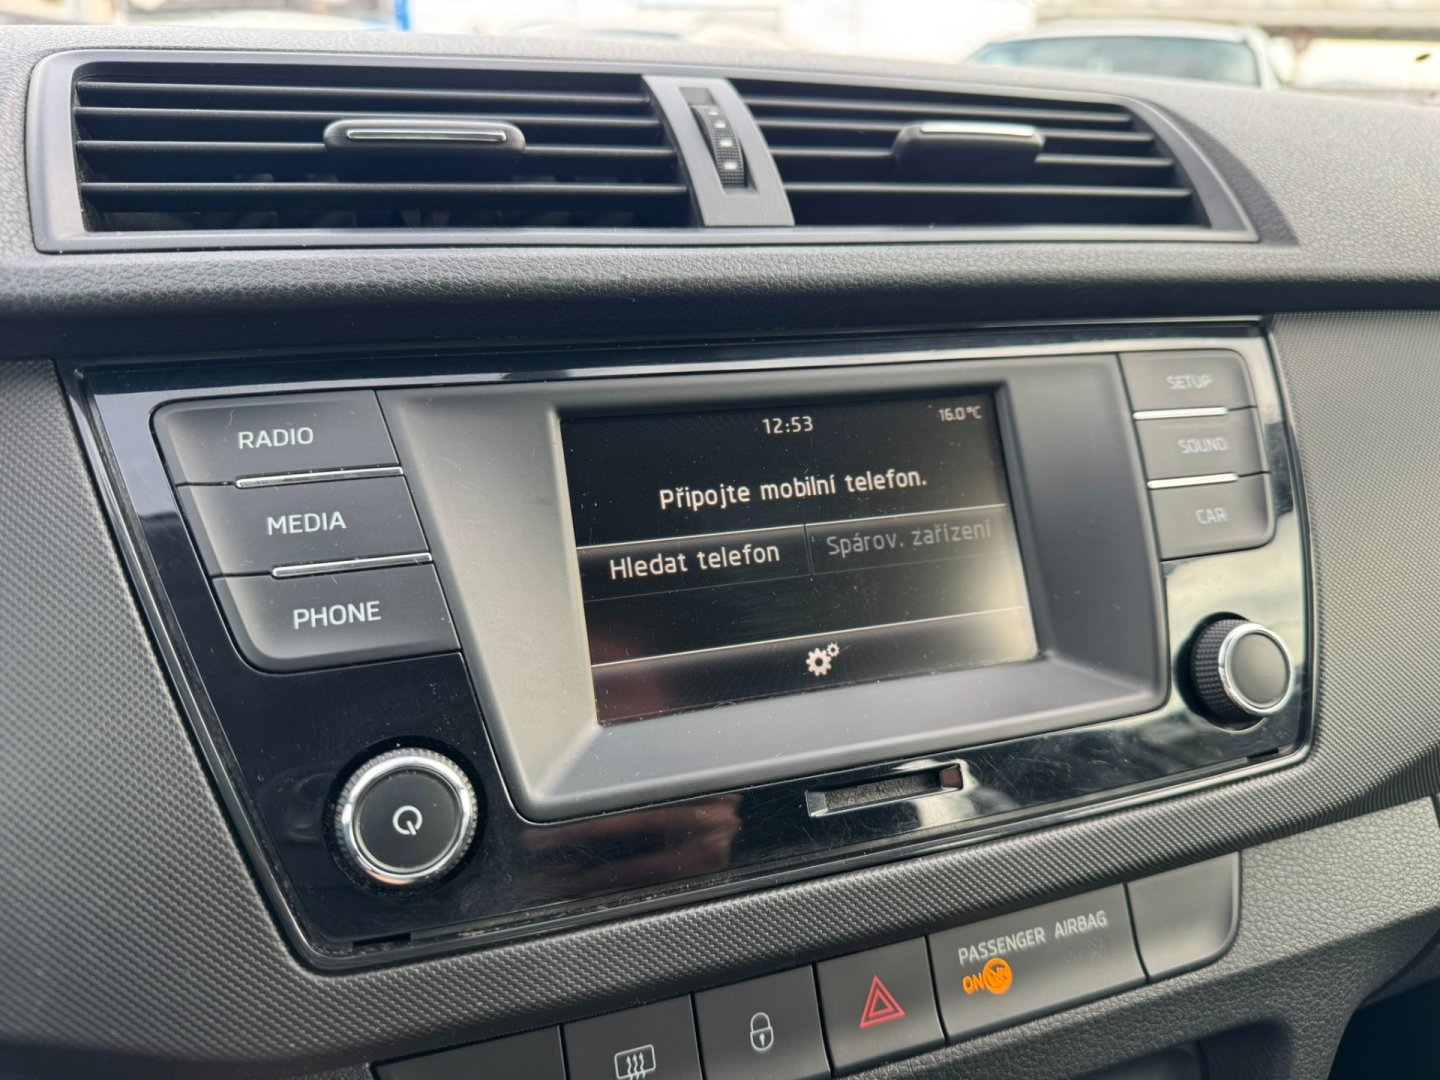 RADIO
MEDIA
PHONE
12:53
16.0°C
Připojte mobilní telefon.
Hledat telefon
Spárov. zařízení
SETUP
SOUND
CAR
PASSENGER AIRBAG
ON